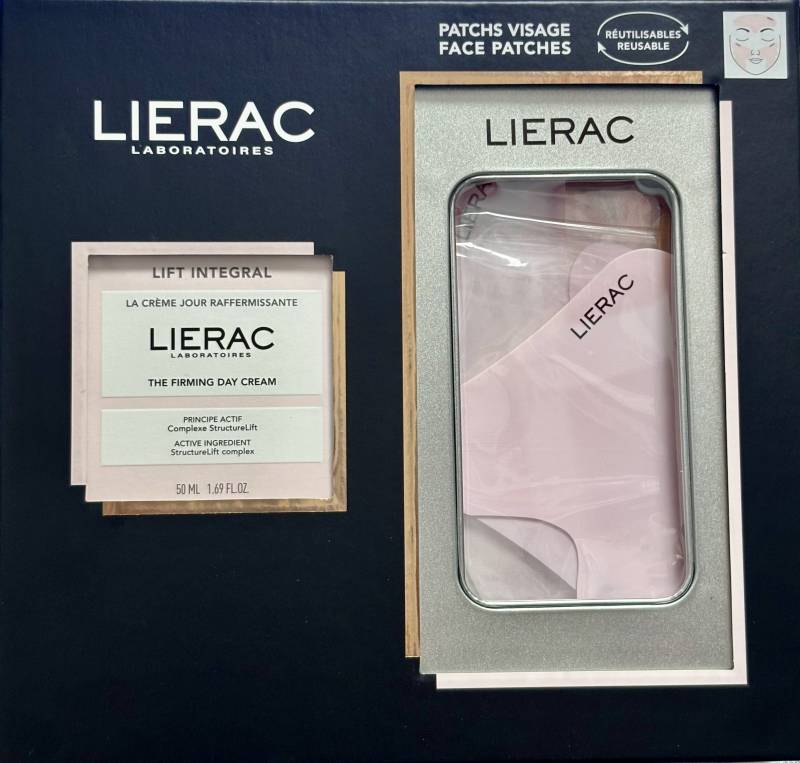 PATCHS VISAGE
FACE PATCHES
RÉUTILISABLES
REUSABLE
LIERAC
LABORATOIRES
LIFT INTEGRAL
LA CRÈME JOUR RAFFERMISSANTE
LIERAC
LABORATOIRES
THE FIRMING DAY CREAM
PRINCIPE ACTIF
Complexe StructureLift
ACTIVE INGREDIENT
StructureLift complex
50 ML 1.69 FL.OZ.
LIERAC
LIERAC